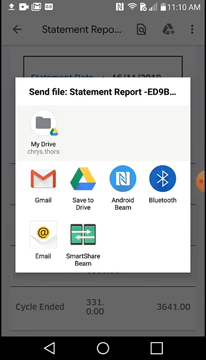 11:10 AM
Statement Repo...
Statement Date : 16/11/2019
Send file: Statement Report -ED9B...
My Drive
chrys.thors
Gmail
Save to
Drive
Android
Beam
Bluetooth
Email
SmartShare
Beam
Cycle Ended
331.
0.00
3641.00